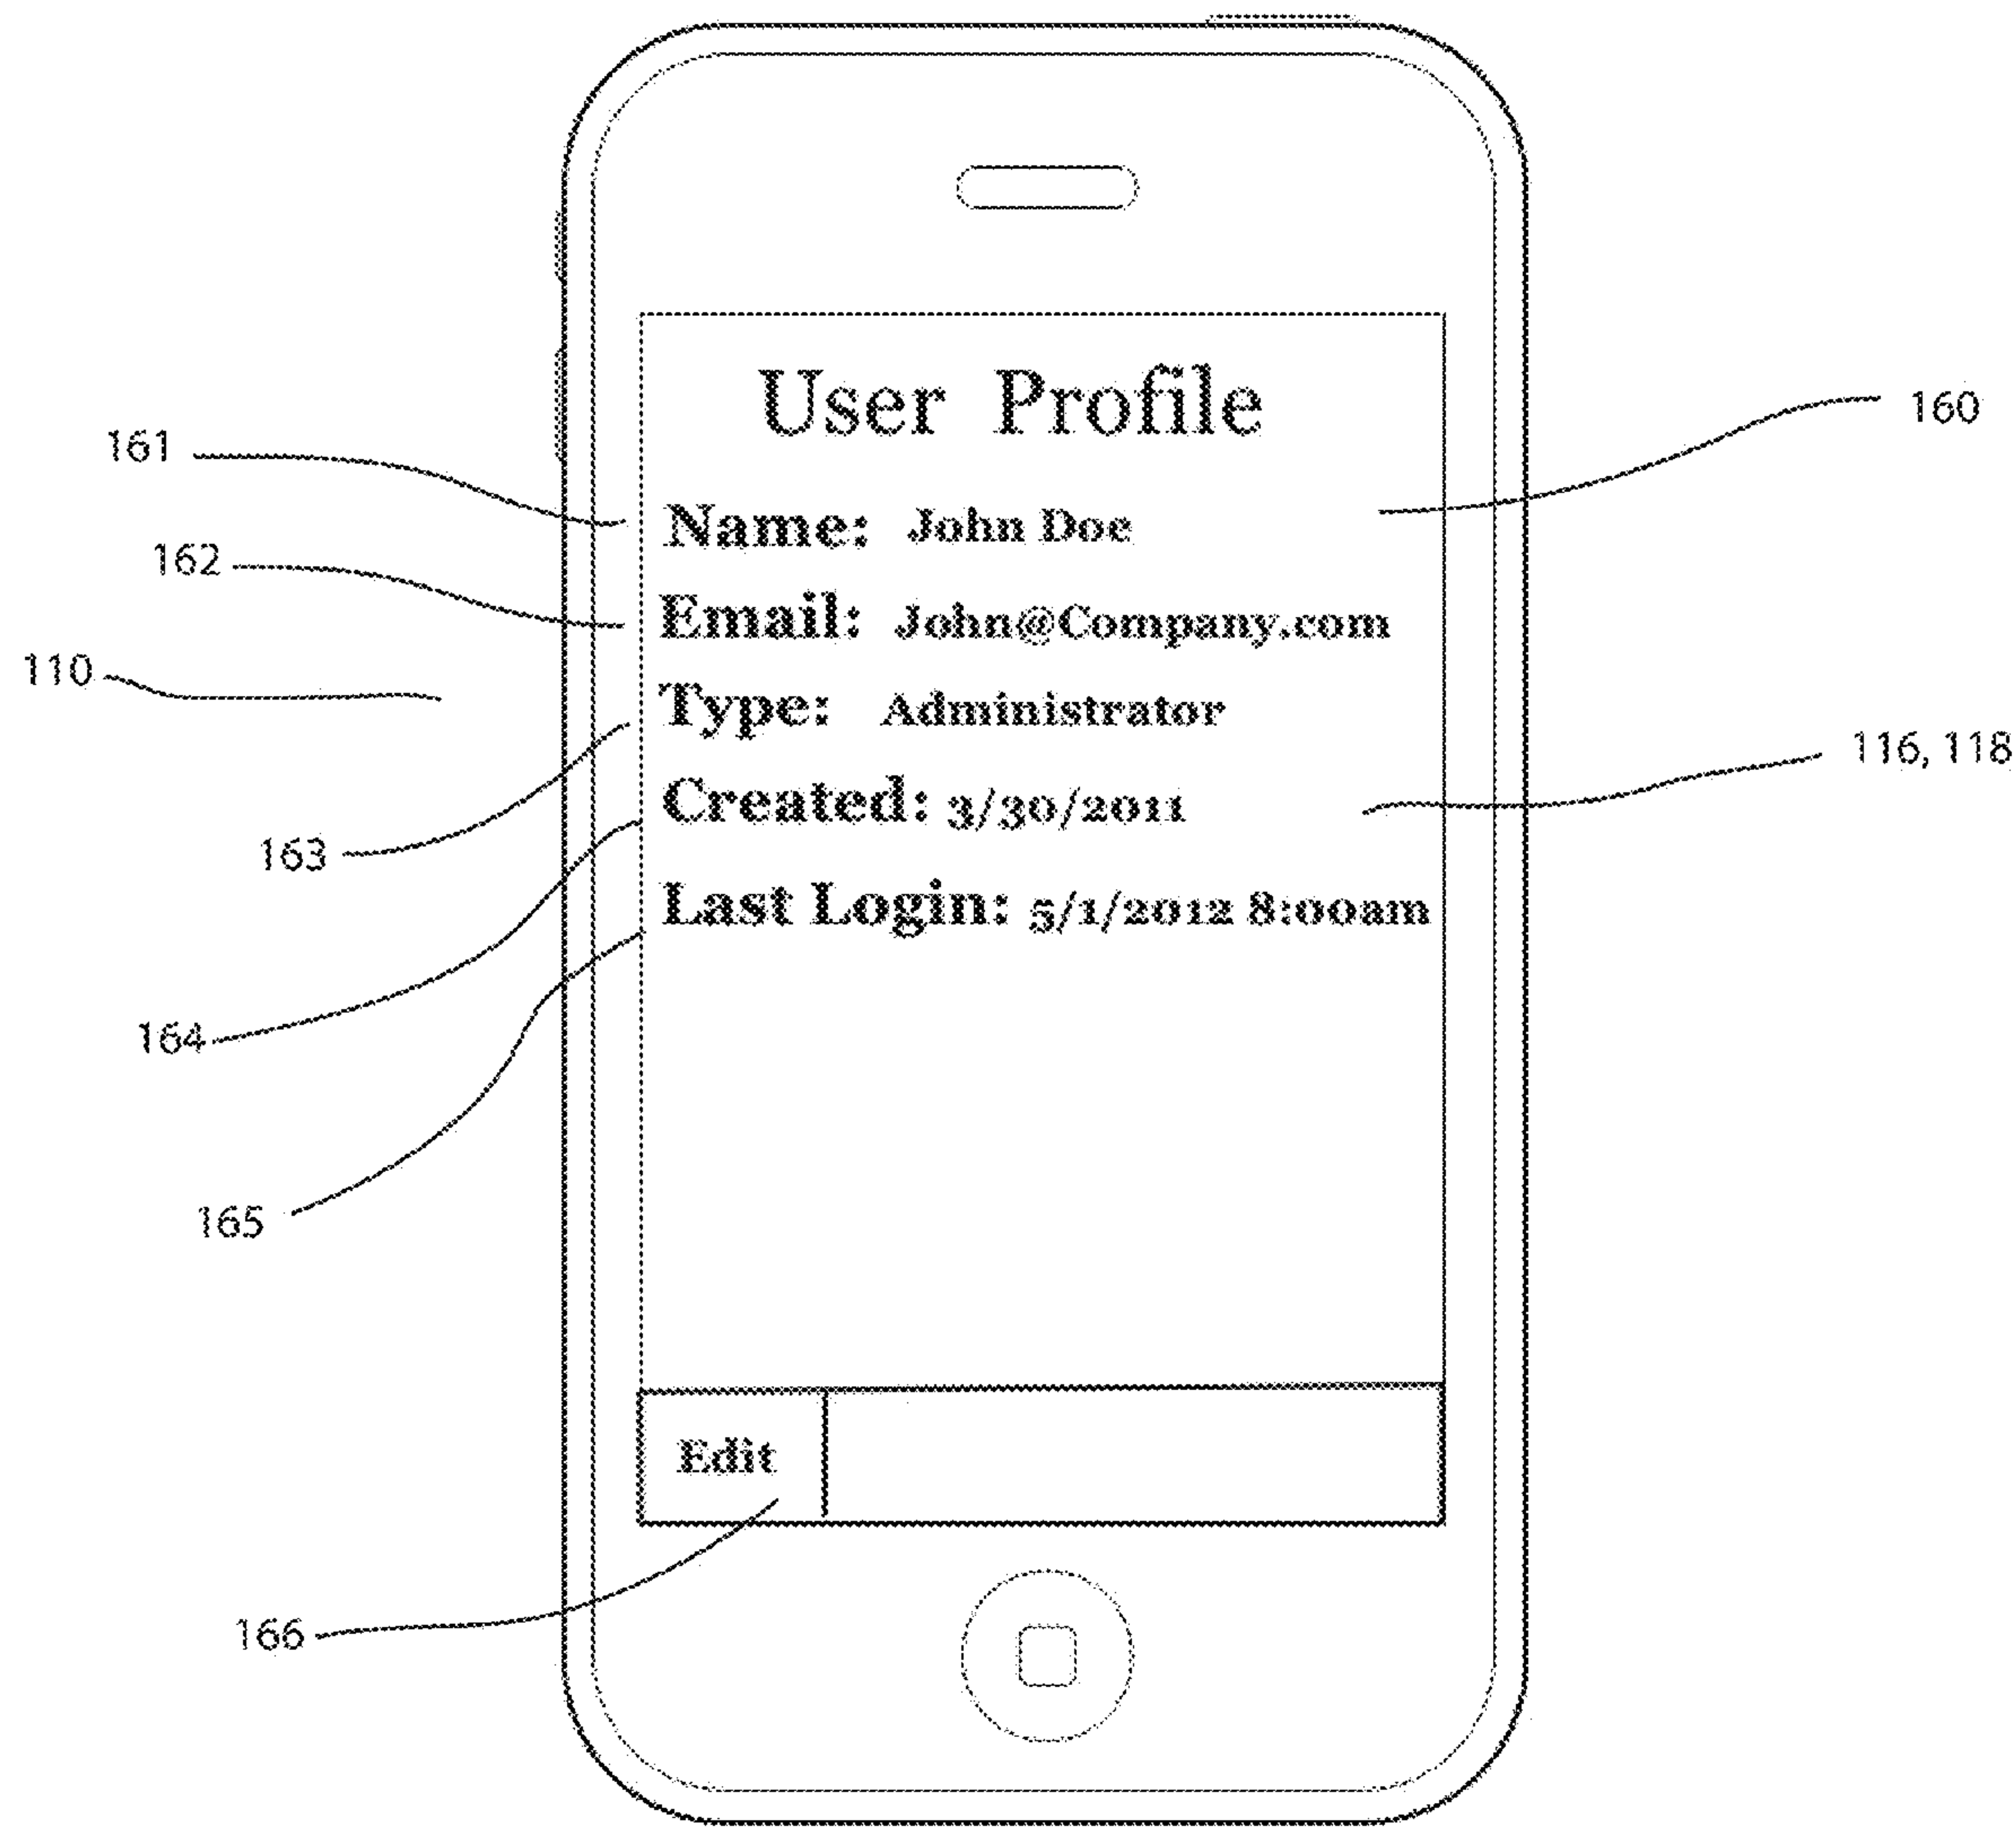 User Profile
160
161
Name: John Doe
162
Email: John@Company.com
110
Type: Administrator
116, 118
Created: 3/30/2011
163
Last Login: 5/1/2012 8:00am
164
165
Edit
166